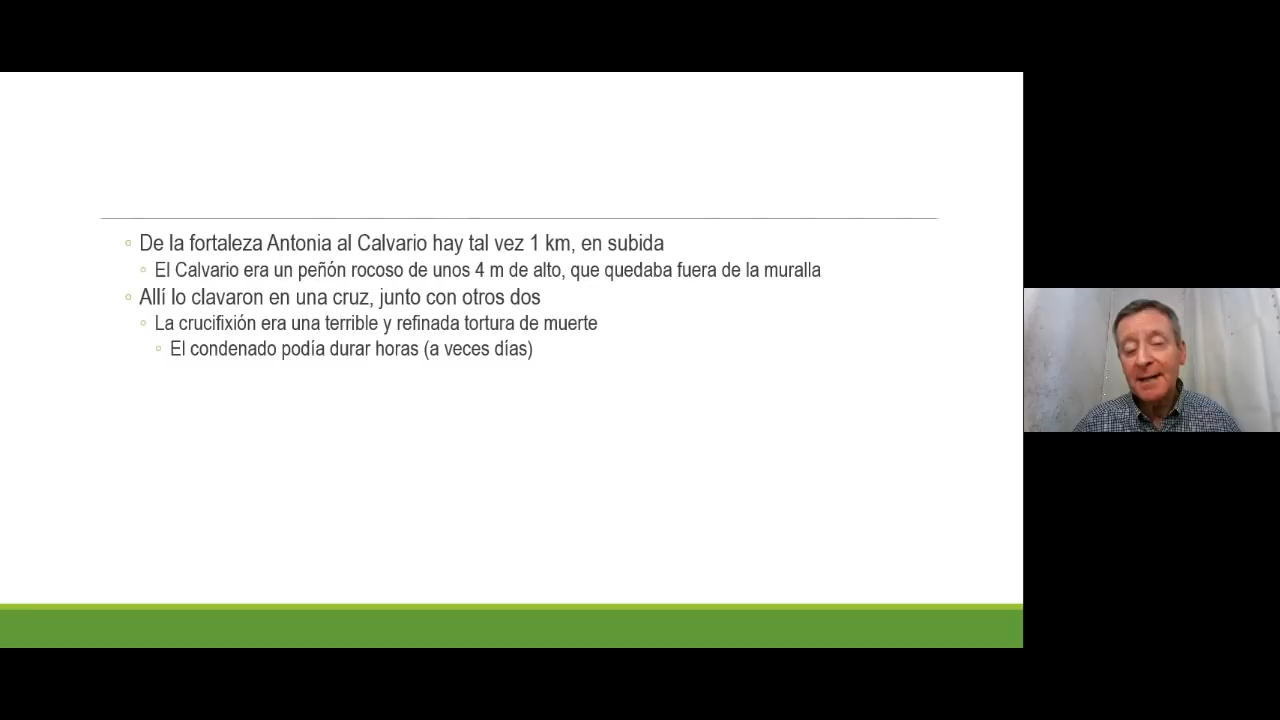 De la fortaleza Antonia al Calvario hay tal vez 1 km, en subida
El Calvario era un peñón rocoso de unos 4 m de alto, que quedaba fuera de la muralla
Allí lo clavaron en una cruz, junto con otros dos
La crucifixión era una terrible y refinada tortura de muerte
El condenado podía durar horas (a veces días)